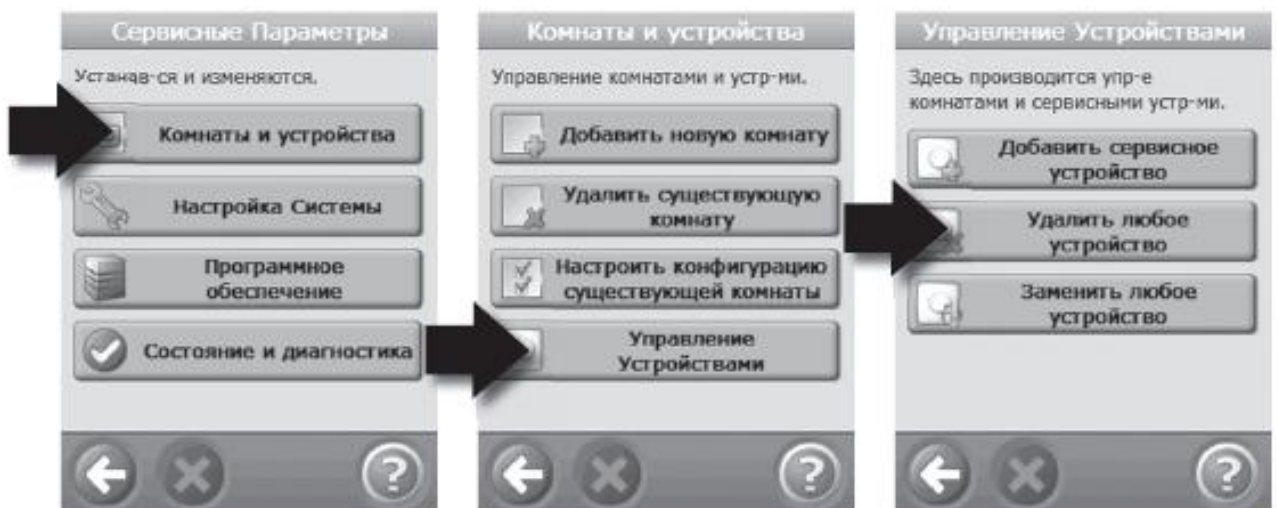 Сервисные Параметры
Устанав-ся и изменяются.
Комнаты и устройства
Настройка Системы
Программное
обеспечение
Состояние и диагностика
?
Комнаты и устройства
Управление комнатами и устр-ми.
Добавить новую комнату
Удалить существующую
комнату
Настроить конфигурацию
существующей комнаты
Управление
Устройствами
?
Управление Устройствами
Здесь производится упр-е
комнатами и сервисными устр-ми.
Добавить сервисное
устройство
Удалить любое
устройство
Заменить любое
устройство
?